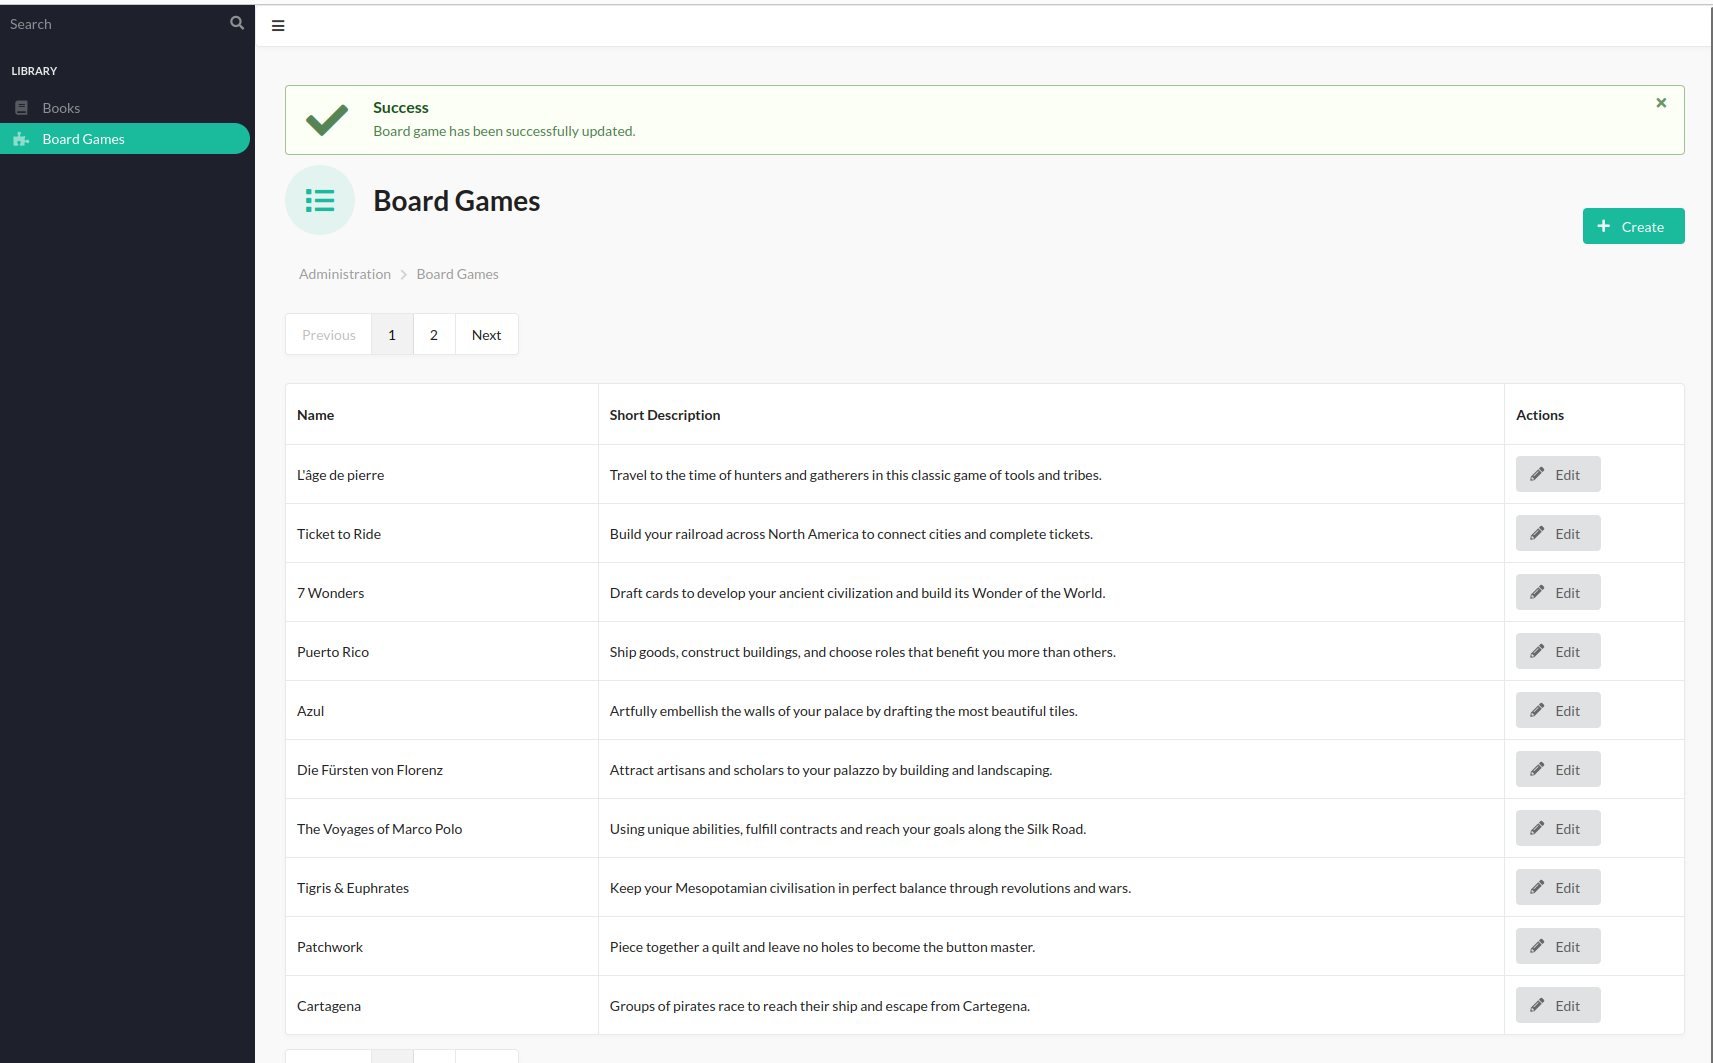 Search
LIBRARY
Books
Board Games
Success
Board game has been successfully updated.
Board Games
Create
Administration
Board Games
Previous 1 2 Next
Name Short Description Actions
L'âge de pierre Travel to the time of hunters and gatherers in this classic game of tools and tribes. Edit
Ticket to Ride Build your railroad across North America to connect cities and complete tickets. Edit
7 Wonders Draft cards to develop your ancient civilization and build its Wonder of the World. Edit
Puerto Rico Ship goods, construct buildings, and choose roles that benefit you more than others. Edit
Azul Artfully embellish the walls of your palace by drafting the most beautiful tiles. Edit
Die Fürsten von Florenz Attract artisans and scholars to your palazzo by building and landscaping. Edit
The Voyages of Marco Polo Using unique abilities, fulfill contracts and reach your goals along the Silk Road. Edit
Tigris & Euphrates Keep your Mesopotamian civilisation in perfect balance through revolutions and wars. Edit
Patchwork Piece together a quilt and leave no holes to become the button master. Edit
Cartagena Groups of pirates race to reach their ship and escape from Cartegena. Edit